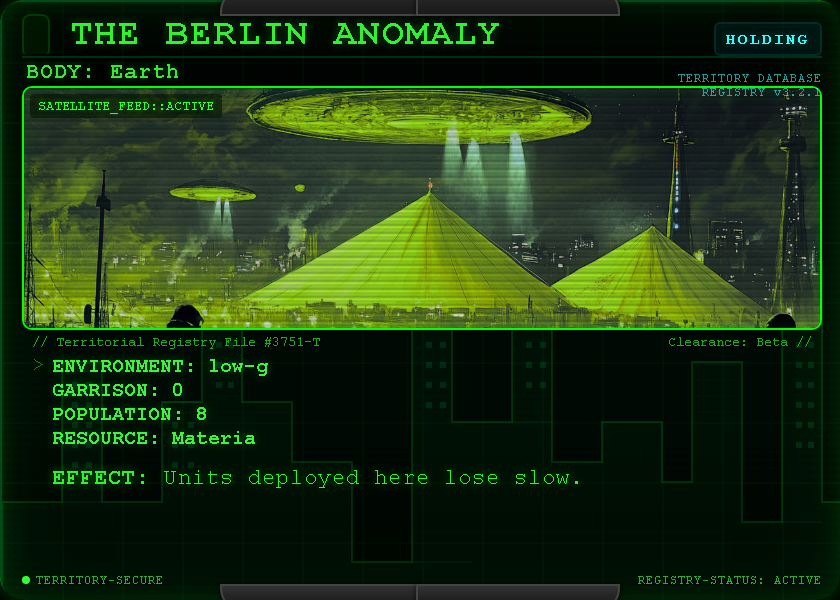 THE BERLIN ANOMALY
HOLDING
BODY: Earth
TERRITORY DATABASE
REGISTRY v3.2.1
SATELLITE_FEED::ACTIVE
// Territorial Registry File #3751-T
Clearance: Beta //
> ENVIRONMENT: low-g
GARRISON: 0
POPULATION: 8
RESOURCE: Materia
EFFECT: Units deployed here lose slow.
TERRITORY-SECURE
REGISTRY-STATUS: ACTIVE